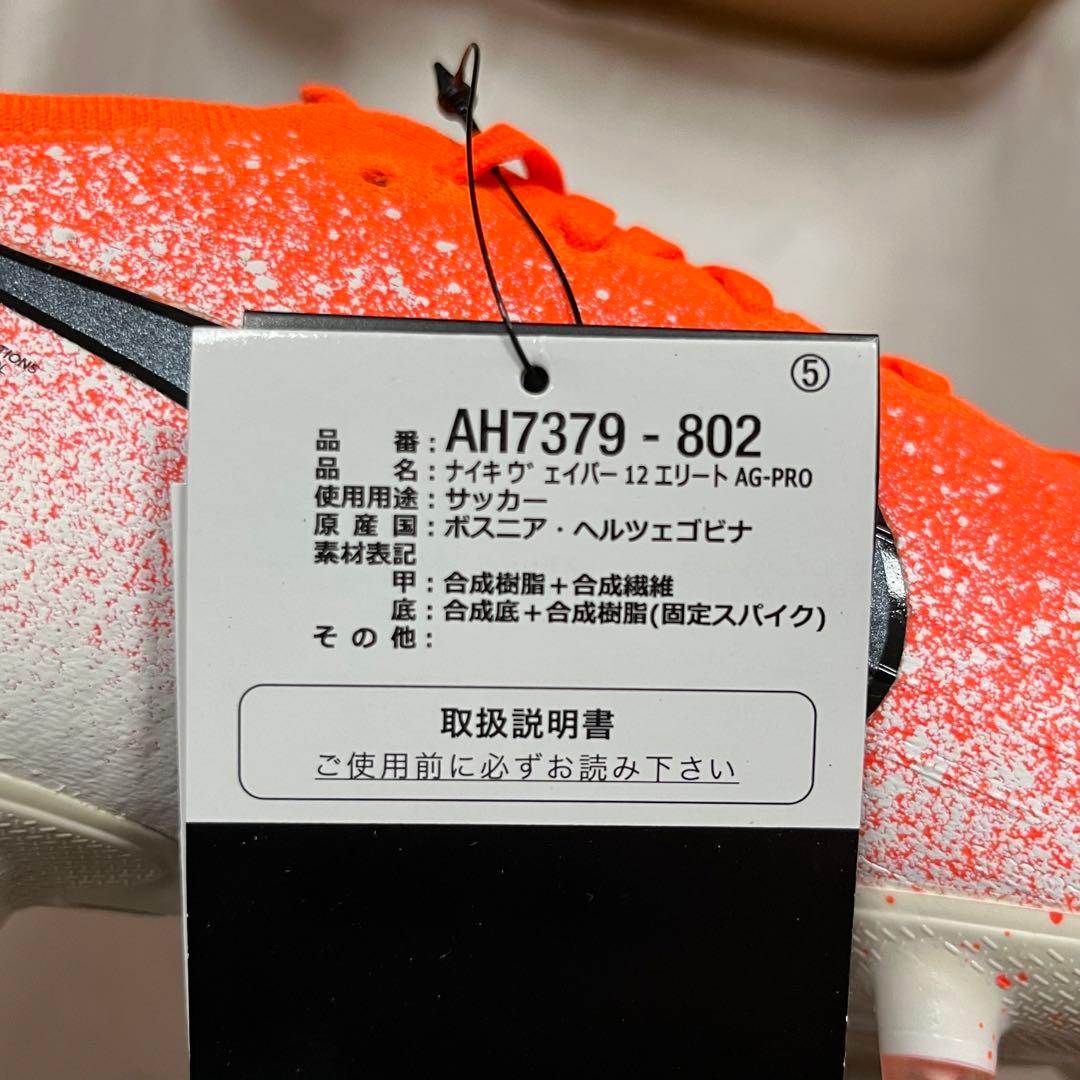 ⑤
品番:AH7379-802
品名:ナイキ ヴェイパー 12 エリート AG-PRO
使用用途:サッカー
原産国:ボスニア・ヘルツェゴビナ
素材表記
甲:合成樹脂+合成繊維
底:合成底+合成樹脂(固定スパイク)
その他:
取扱説明書
ご使用前に必ずお読み下さい